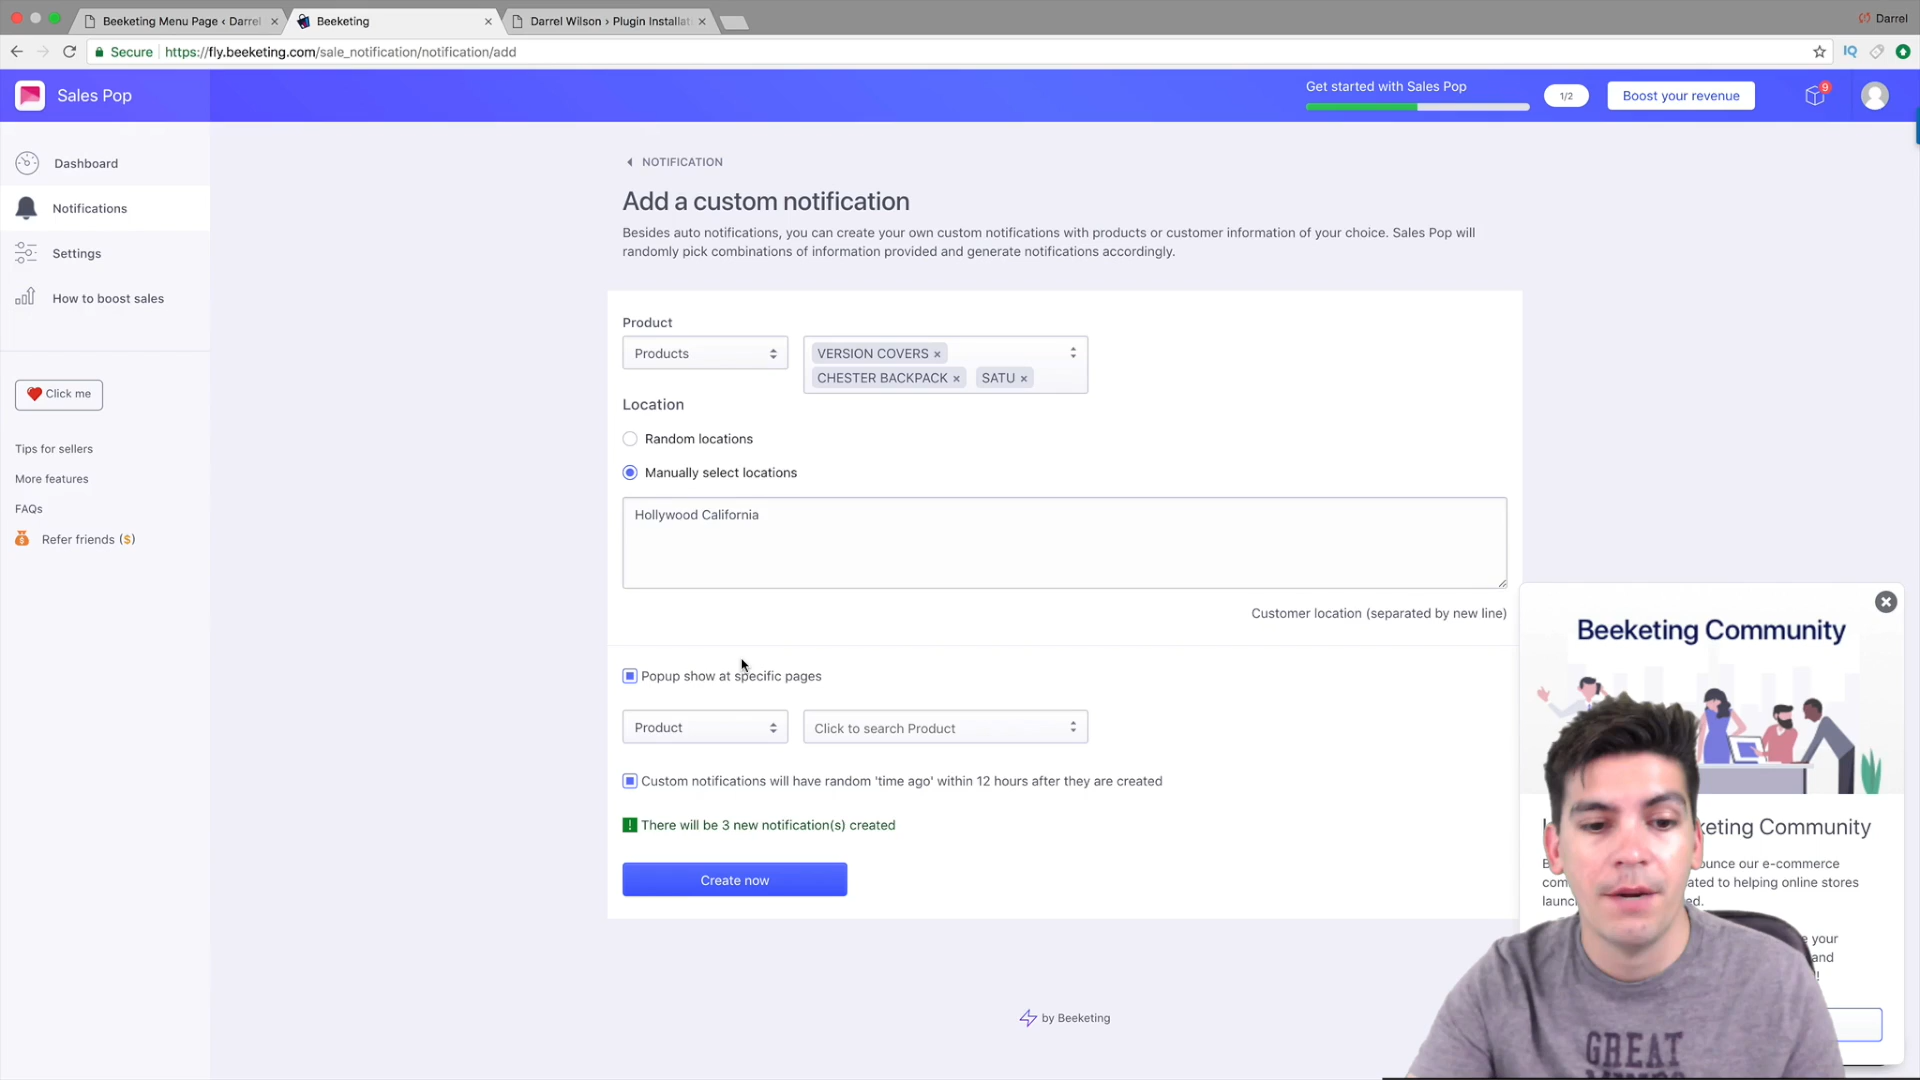 Beeketing Menu Page ‹ Darrel
Beeketing
Darrel Wilson › Plugin Installat
Darrel
Secure
https://fly.beeketing.com/sale_notification/notification/add
IQ
Sales Pop
Get started with Sales Pop
1/2
Boost your revenue
9
Dashboard
Notifications
Settings
How to boost sales
Click me
Tips for sellers
More features
FAQs
Refer friends ($)
NOTIFICATION
Add a custom notification
Besides auto notifications, you can create your own custom notifications with products or customer information of your choice. Sales Pop will
randomly pick combinations of information provided and generate notifications accordingly.
Product
Products
VERSION COVERS ×
CHESTER BACKPACK × SATU ×
Location
Random locations
Manually select locations
Hollywood California
Customer location (separated by new line)
Popup show at specific pages
Product
Click to search Product
Custom notifications will have random 'time ago' within 12 hours after they are created
! There will be 3 new notification(s) created
Create now
by Beeketing
Beeketing Community
keting Community
ounce our e-commerce
ated to helping online stores
launc
ed.
e your
and
GREAT